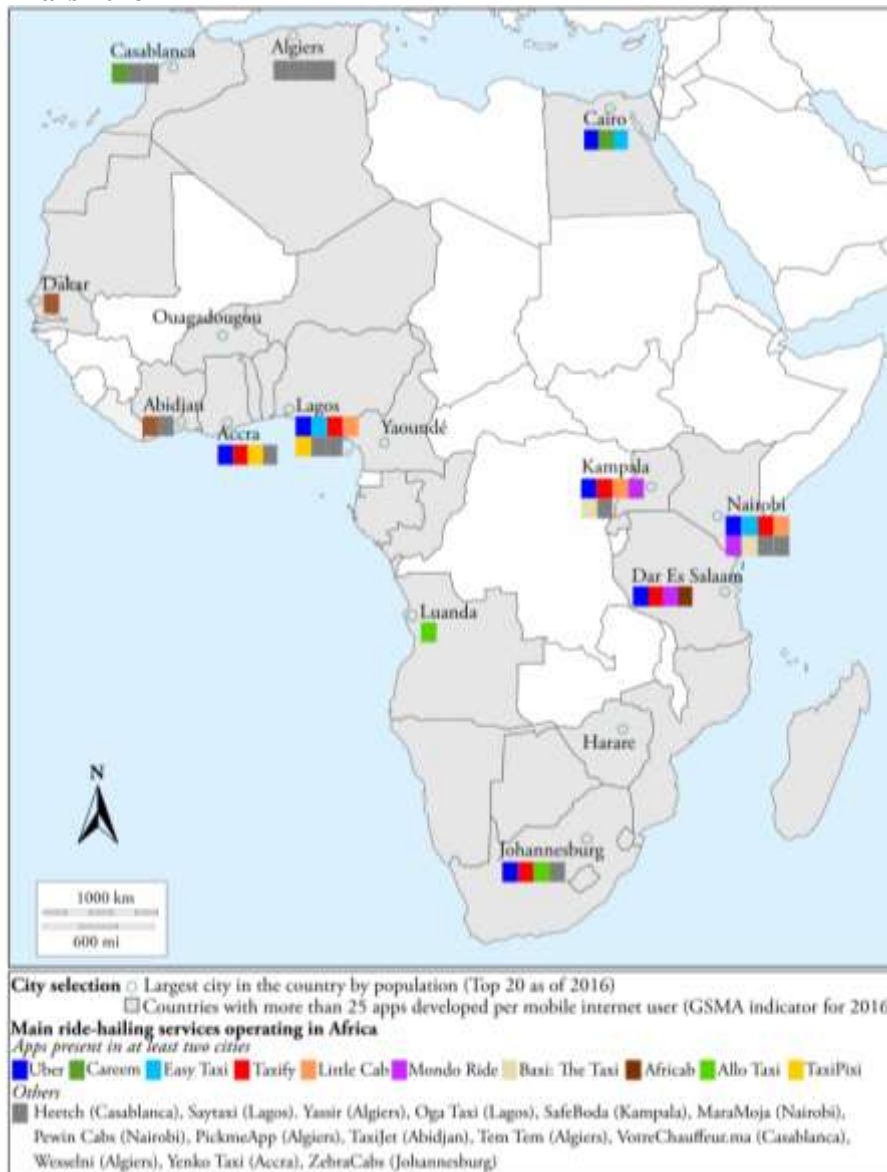 Casablanca
Algiers
Cairo
Dakar
Ouagadougou
Abidjan
Lagos
Accra
Yaoundé
Kampala
Nairobi
Dar Es Salaam
Luanda
Harare
Johannesburg
N
1000 km
600 mi
City selection Largest city in the country by population (Top 20 as of 2016)
Countries with more than 25 apps developed per mobile internet user (GSMA indicator for 2016
Main ride-hailing services operating in Africa
Apps present in at least two cities
Uber Careem Easy Taxi Taxify Little Cab Mondo Ride Baxi: The Taxi Africab Allo Taxi TaxiPixi
Others
Heetch (Casablanca), Saytaxi (Lagos). Yassir (Algiers), Oga Taxi (Lagos), SafeBoda (Kampala), MaraMoja (Nairobi),
Pewin Cabs (Nairobi), PickmeApp (Algiers), TaxiJet (Abidjan), Tem Tem (Algiers), VotreChauffeur.ma (Casablanca),
Wesselni (Algiers), Yenko Taxi (Accra), ZebraCabs (Johannesburg)